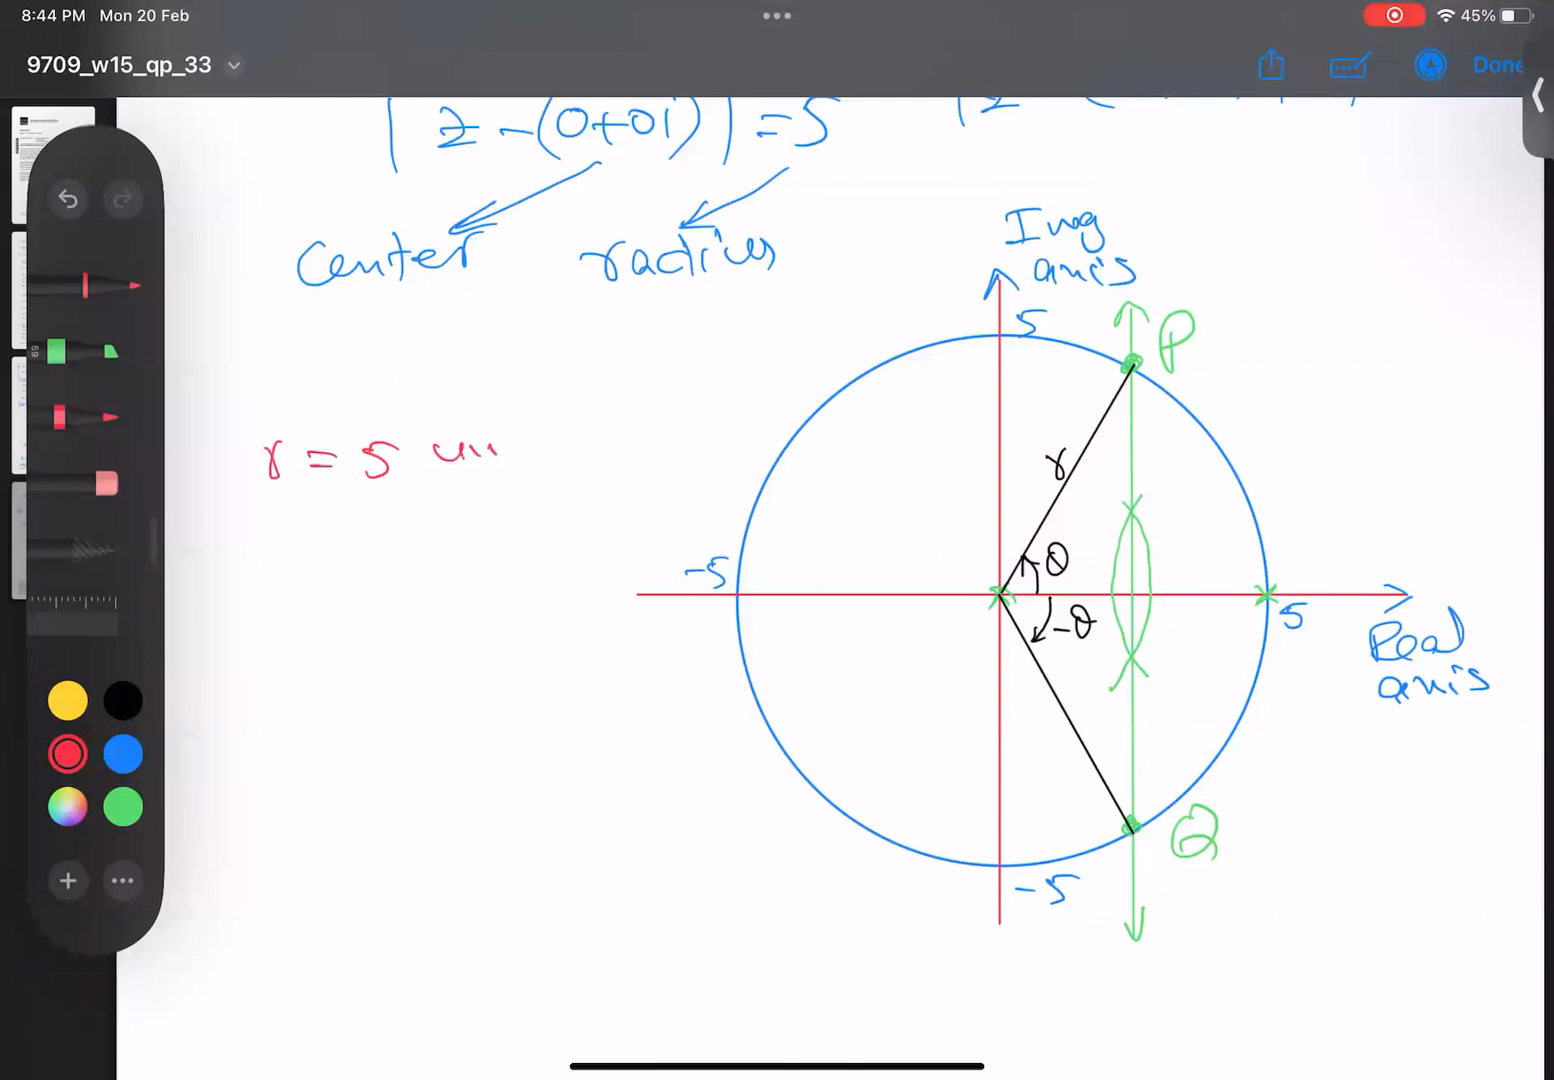 8:44 PM Mon 20 Feb
45%
9709_w15_qp_33
Done
|z-(0+0i)|=5
|z
Center
radius
Img
axis
5
P
r = 5
r
-5
θ
-θ
5
Real
axis
Q
-5
59